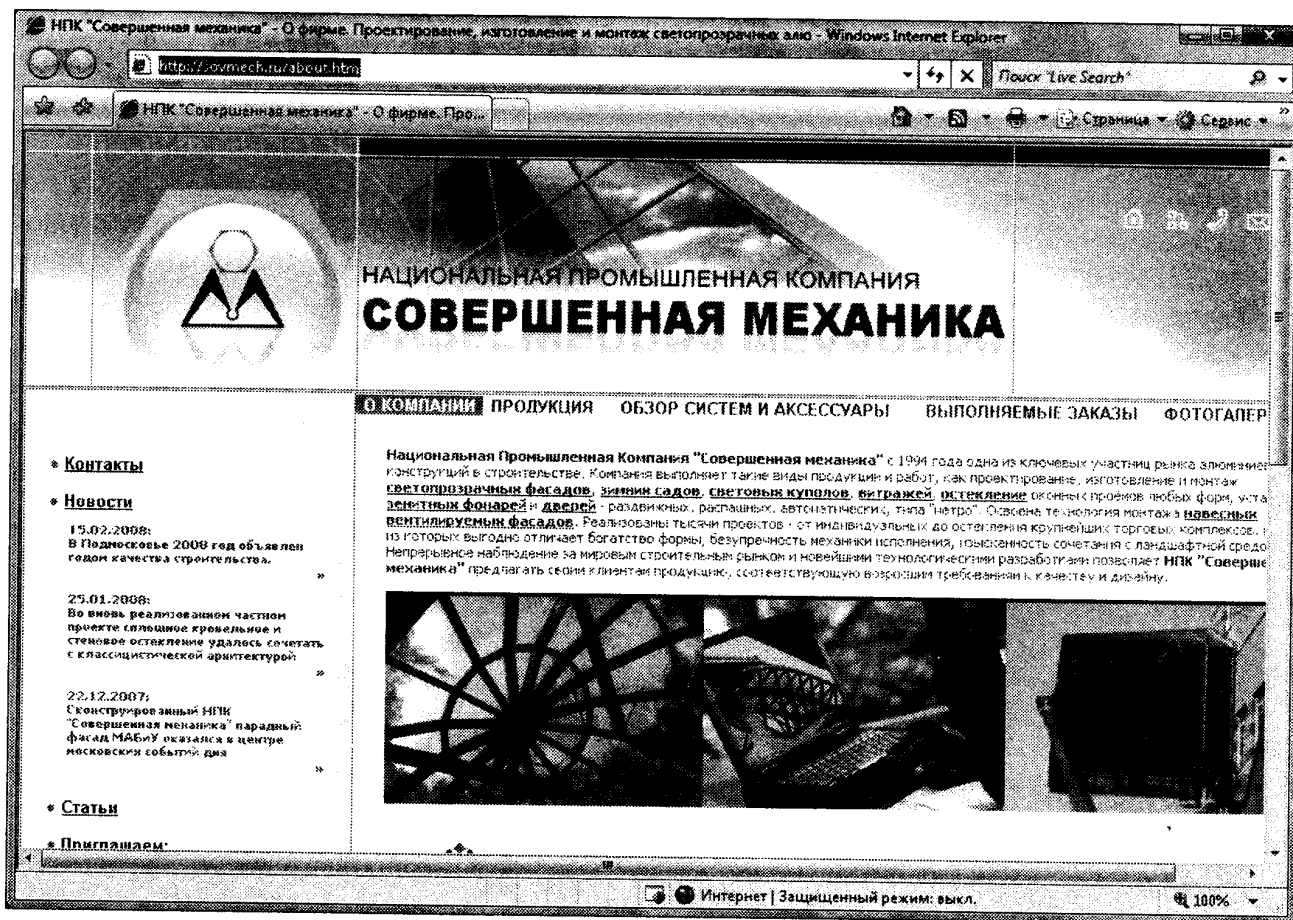 НПК "Совершенная механика" - О фирме. Проектирование, изготовление и монтаж светопрозрачных алю - Windows Internet Explorer
http://sovmech.ru/about.htm
Поиск "Live Search"
НПК "Совершенная механика" - О фирме. Про...
Страница
Сервис
НАЦИОНАЛЬНАЯ ПРОМЫШЛЕННАЯ КОМПАНИЯ
СОВЕРШЕННАЯ МЕХАНИКА
О КОМПАНИИ ПРОДУКЦИЯ ОБЗОР СИСТЕМ И АКСЕССУАРЫ ВЫПОЛНЯЕМЫЕ ЗАКАЗЫ ФОТОГАЛЕР
Контакты
Новости
15.02.2008:
В Подмосковье 2008 год объявлен
годом качества строительства.
»
25.01.2008:
Во вновь реализованном частном
проекте сплошное кровельное и
стеновое остекление удалось сочетать
с классицистической архитектурой
»
22.12.2007:
Сконструированный НПК
"Совершенная механика" парадный
фасад МАБиУ оказался в центре
московских событий дня
»
Статьи
Приглашаем:
Национальная Промышленная Компания "Совершенная механика" с 1994 года одна из ключевых участниц рынка алюминие
конструкций в строительстве. Компания выполняет такие виды продукции и работ, как проектирование, изготовление и монтаж
светопрозрачных фасадов, зимних садов, световых куполов, витражей, остекление оконных проёмов любых форм, уста
зенитных фонарей и дверей - раздвижных, распашных, автоматических, типа "метро". Освоена технология монтажа навесных
вентилируемых фасадов. Реализованы тысячи проектов - от индивидуальных до остекления крупнейших торговых комплексов,
из которых выгодно отличает богатство формы, безупречность механики исполнения, изысканность сочетания с ландшафтной средо
Непрерывное наблюдение за мировым строительным рынком и новейшими технологическими разработками позволяет НПК "Соверше
механика" предлагать своим клиентам продукцию, соответствующую возросшим требованиям к качеству и дизайну.
Интернет | Защищенный режим: выкл.
100%